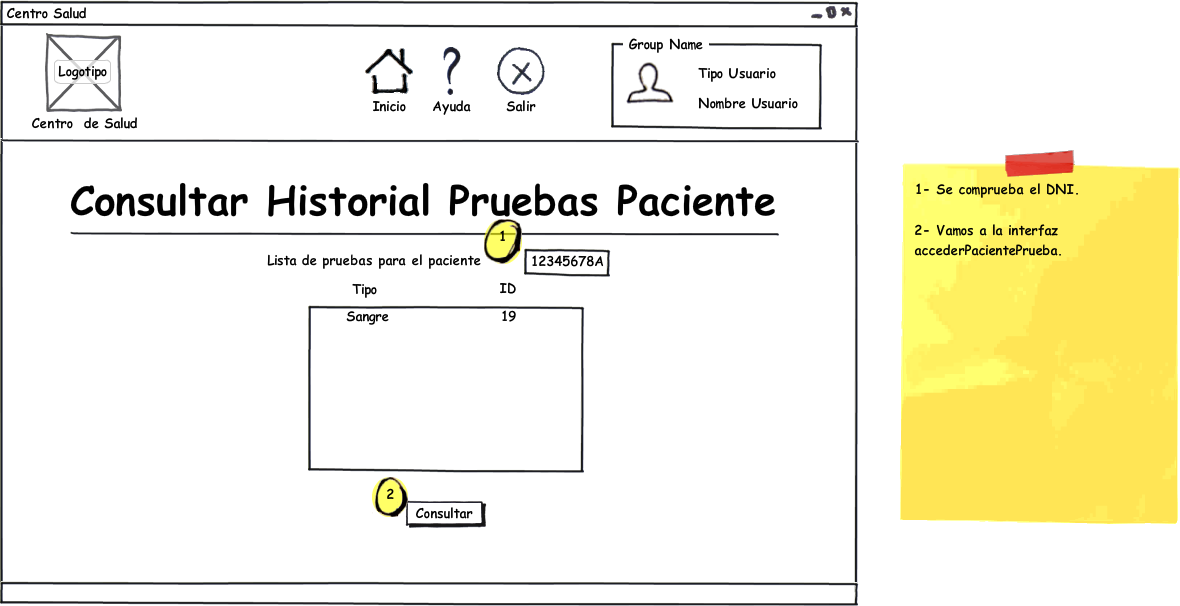 Centro Salud
Logotipo
Centro de Salud
Inicio
Ayuda
Salir
Group Name
Tipo Usuario
Nombre Usuario
Consultar Historial Pruebas Paciente
1
Lista de pruebas para el paciente
12345678A
Tipo ID
Sangre 19
2
Consultar
1- Se comprueba el DNI.
2- Vamos a la interfaz
accederPacientePrueba.